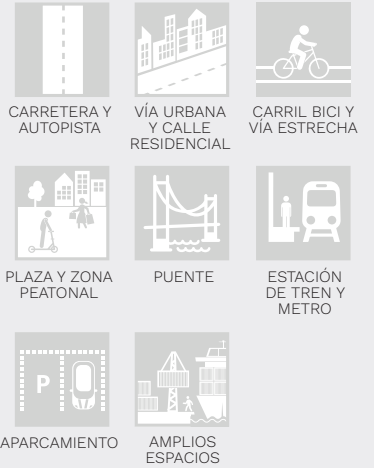 CARRETERA Y
AUTOPISTA
VÍA URBANA
Y CALLE
RESIDENCIAL
CARRIL BICI Y
VÍA ESTRECHA
PLAZA Y ZONA
PEATONAL
PUENTE
ESTACIÓN
DE TREN Y
METRO
P
APARCAMIENTO
AMPLIOS
ESPACIOS